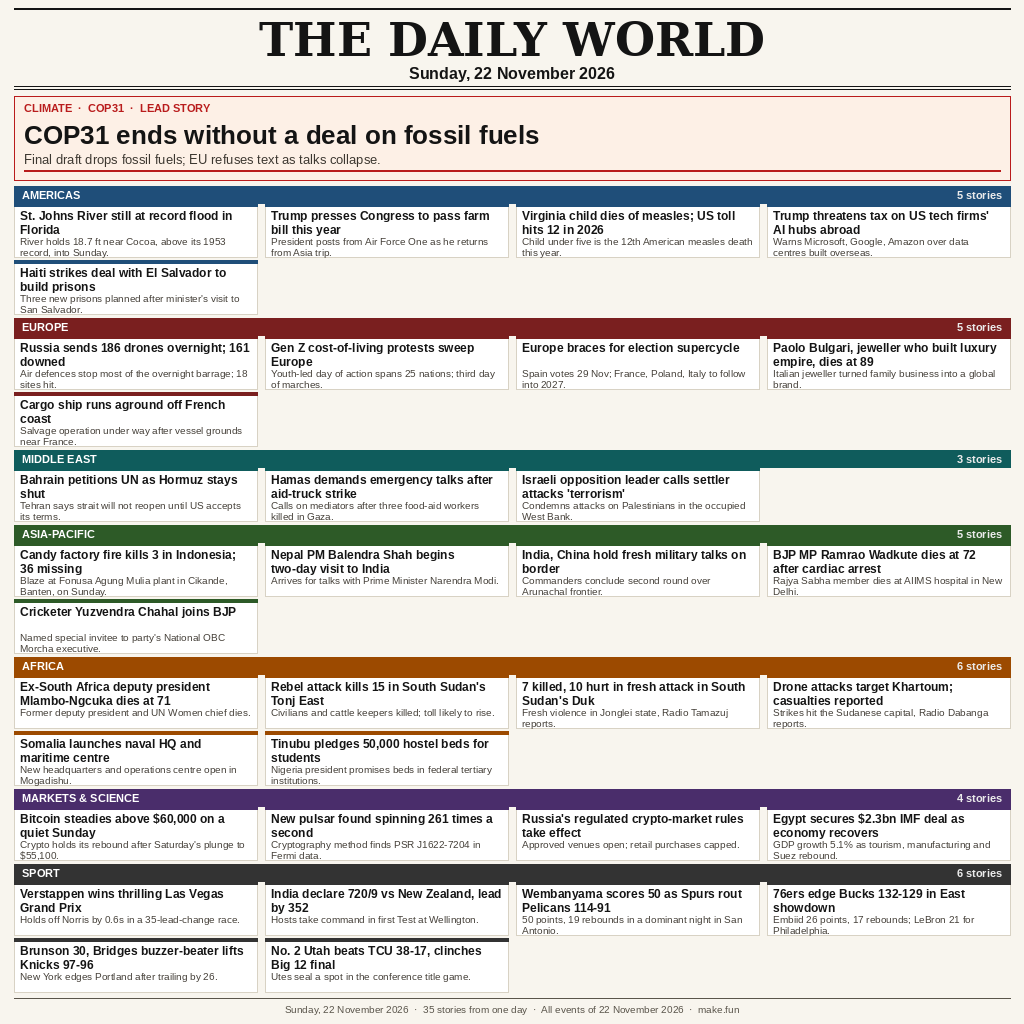 THE DAILY WORLD
Sunday, 22 November 2026
CLIMATE · COP31 · LEAD STORY
COP31 ends without a deal on fossil fuels
Final draft drops fossil fuels; EU refuses text as talks collapse.
AMERICAS 5 stories
St. Johns River still at record flood in
Florida
River holds 18.7 ft near Cocoa, above its 1953
record, into Sunday.
Trump presses Congress to pass farm
bill this year
President posts from Air Force One as he returns
from Asia trip.
Virginia child dies of measles; US toll
hits 12 in 2026
Child under five is the 12th American measles death
this year.
Trump threatens tax on US tech firms'
AI hubs abroad
Warns Microsoft, Google, Amazon over data
centres built overseas.
Haiti strikes deal with El Salvador to
build prisons
Three new prisons planned after minister's visit to
San Salvador.
EUROPE 5 stories
Russia sends 186 drones overnight; 161
downed
Air defences stop most of the overnight barrage; 18
sites hit.
Gen Z cost-of-living protests sweep
Europe
Youth-led day of action spans 25 nations; third day
of marches.
Europe braces for election supercycle
Spain votes 29 Nov; France, Poland, Italy to follow
into 2027.
Paolo Bulgari, jeweller who built luxury
empire, dies at 89
Italian jeweller turned family business into a global
brand.
Cargo ship runs aground off French
coast
Salvage operation under way after vessel grounds
near France.
MIDDLE EAST 3 stories
Bahrain petitions UN as Hormuz stays
shut
Tehran says strait will not reopen until US accepts
its terms.
Hamas demands emergency talks after
aid-truck strike
Calls on mediators after three food-aid workers
killed in Gaza.
Israeli opposition leader calls settler
attacks 'terrorism'
Condemns attacks on Palestinians in the occupied
West Bank.
ASIA-PACIFIC 5 stories
Candy factory fire kills 3 in Indonesia;
36 missing
Blaze at Fonusa Agung Mulia plant in Cikande,
Banten, on Sunday.
Nepal PM Balendra Shah begins
two-day visit to India
Arrives for talks with Prime Minister Narendra Modi.
India, China hold fresh military talks on
border
Commanders conclude second round over
Arunachal frontier.
BJP MP Ramrao Wadkute dies at 72
after cardiac arrest
Rajya Sabha member dies at AIIMS hospital in New
Delhi.
Cricketer Yuzvendra Chahal joins BJP
Named special invitee to party's National OBC
Morcha executive.
AFRICA 6 stories
Ex-South Africa deputy president
Mlambo-Ngcuka dies at 71
Former deputy president and UN Women chief dies.
Rebel attack kills 15 in South Sudan's
Tonj East
Civilians and cattle keepers killed; toll likely to rise.
7 killed, 10 hurt in fresh attack in South
Sudan's Duk
Fresh violence in Jonglei state, Radio Tamazuj
reports.
Drone attacks target Khartoum;
casualties reported
Strikes hit the Sudanese capital, Radio Dabanga
reports.
Somalia launches naval HQ and
maritime centre
New headquarters and operations centre open in
Mogadishu.
Tinubu pledges 50,000 hostel beds for
students
Nigeria president promises beds in federal tertiary
institutions.
MARKETS & SCIENCE 4 stories
Bitcoin steadies above $60,000 on a
quiet Sunday
Crypto holds its rebound after Saturday's plunge to
$55,100.
New pulsar found spinning 261 times a
second
Cryptography method finds PSR J1622-7204 in
Fermi data.
Russia's regulated crypto-market rules
take effect
Approved venues open; retail purchases capped.
Egypt secures $2.3bn IMF deal as
economy recovers
GDP growth 5.1% as tourism, manufacturing and
Suez rebound.
SPORT 6 stories
Verstappen wins thrilling Las Vegas
Grand Prix
Holds off Norris by 0.6s in a 35-lead-change race.
India declare 720/9 vs New Zealand, lead
by 352
Hosts take command in first Test at Wellington.
Wembanyama scores 50 as Spurs rout
Pelicans 114-91
50 points, 19 rebounds in a dominant night in San
Antonio.
76ers edge Bucks 132-129 in East
showdown
Embiid 26 points, 17 rebounds; LeBron 21 for
Philadelphia.
Brunson 30, Bridges buzzer-beater lifts
Knicks 97-96
New York edges Portland after trailing by 26.
No. 2 Utah beats TCU 38-17, clinches
Big 12 final
Utes seal a spot in the conference title game.
Sunday, 22 November 2026 · 35 stories from one day · All events of 22 November 2026 · make.fun